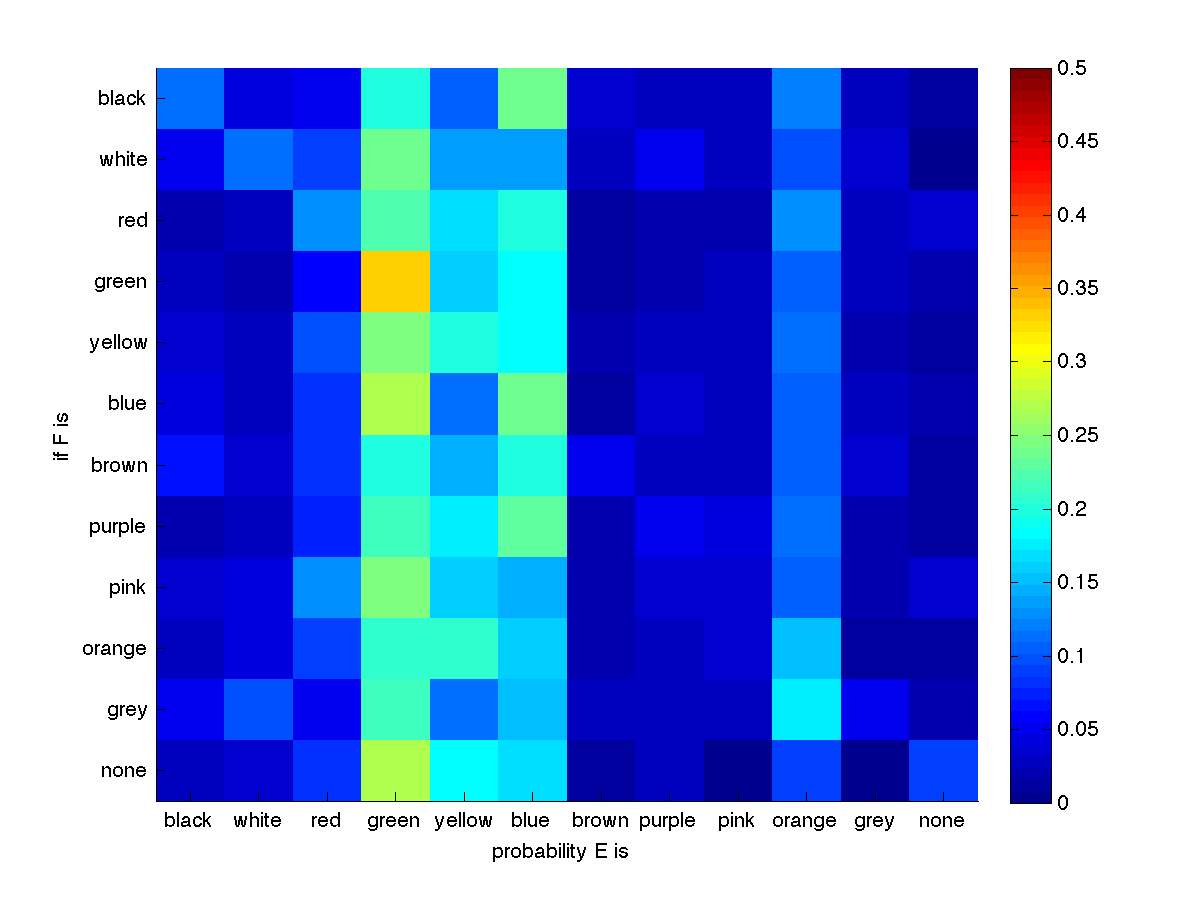 black
white
red
green
yellow
blue
brown
purple
pink
orange
grey
none
if F is
black white red green yellow blue brown purple pink orange grey none
probability E is
0.5
0.45
0.4
0.35
0.3
0.25
0.2
0.15
0.1
0.05
0